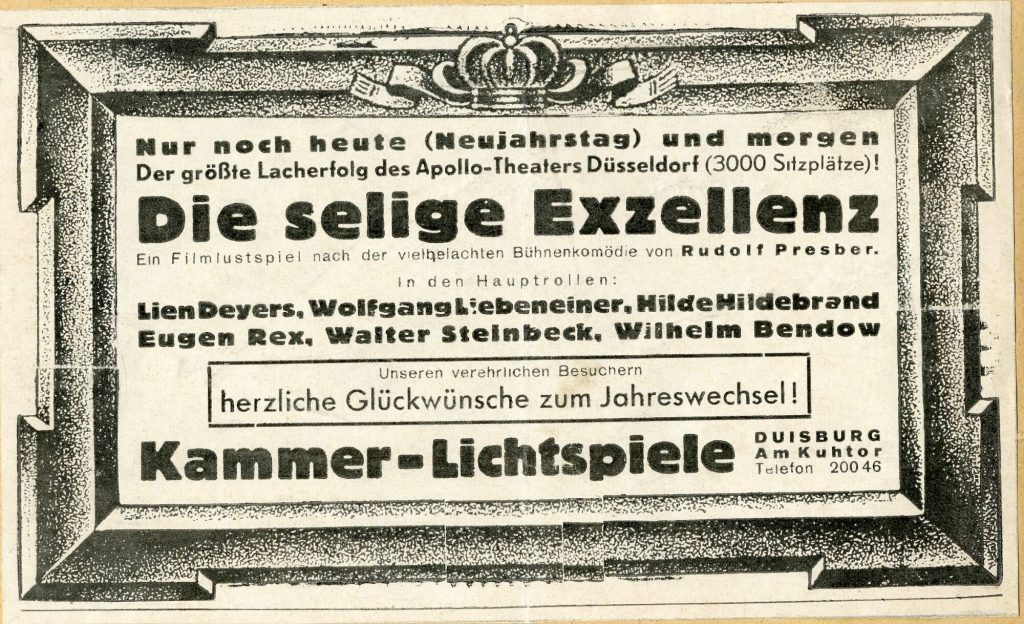 Nur noch heute (Neujahrstag) und morgen
Der größte Lacherfolg des Apollo-Theaters Düsseldorf (3000 Sitzplätze)!
Die selige Exzellenz
Ein Filmlustspiel nach der vielbelachten Bühnenkomödie von Rudolf Presber.
In den Hauptrollen:
Lien Deyers, Wolfgang Liebeneiner, Hilde Hildebrand
Eugen Rex, Walter Steinbeck, Wilhelm Bendow
Unseren verehrlichen Besuchern
herzliche Glückwünsche zum Jahreswechsel!
Kammer-Lichtspiele
DUISBURG
Am Kuhtor
Telefon 200 46